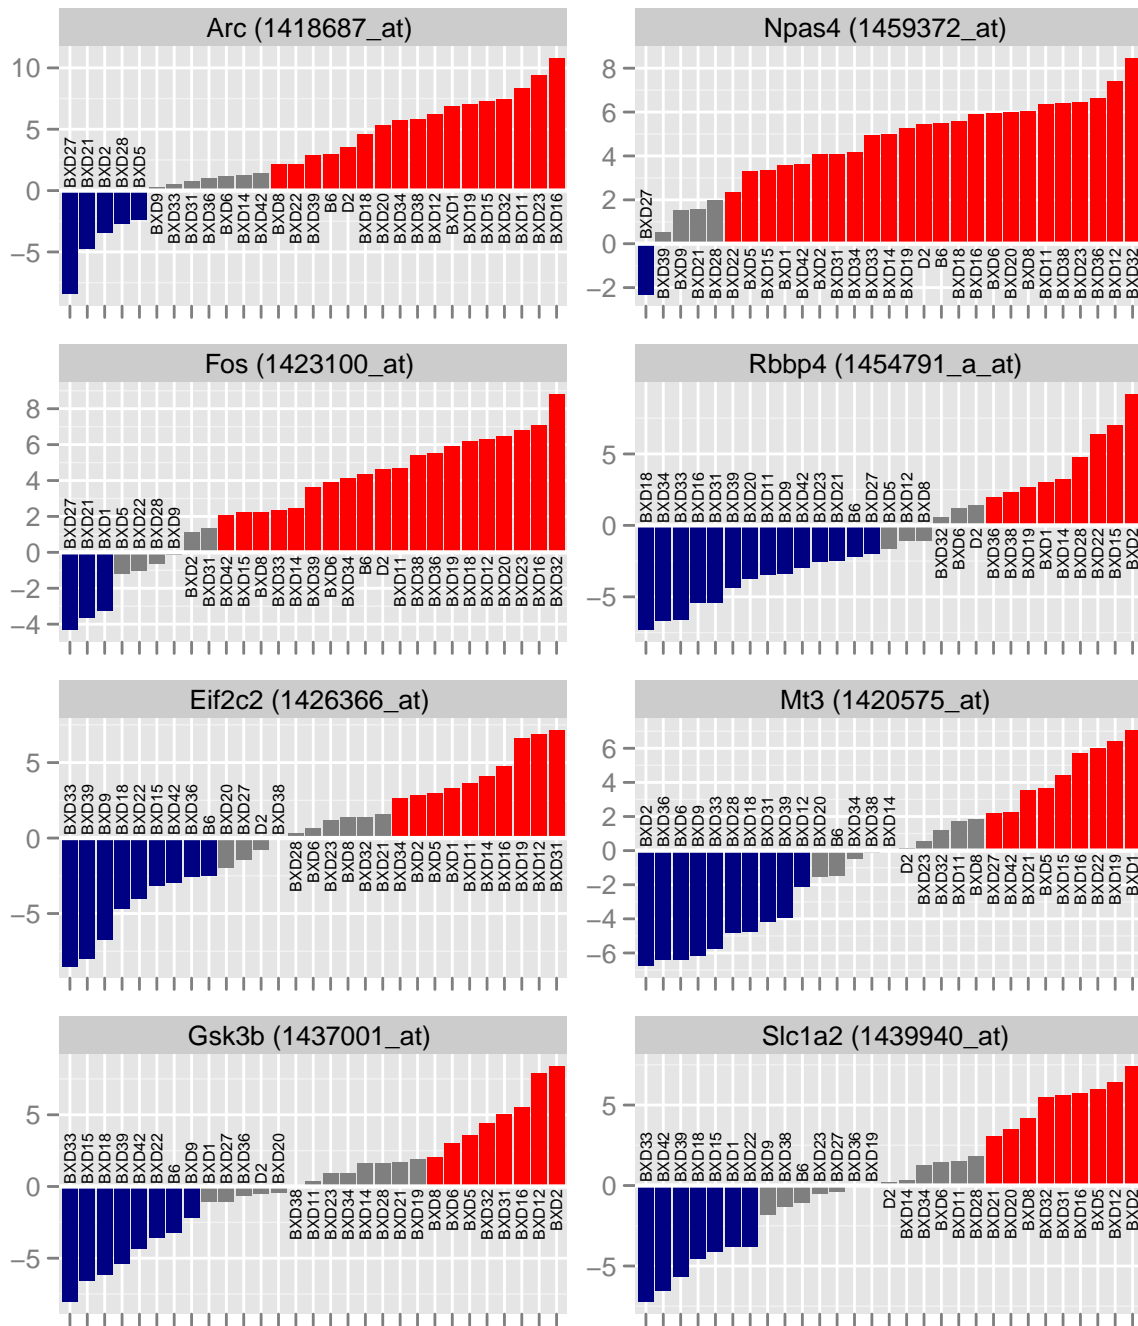 Arc (1418687_at)
10
5
0
−5
BXD27 BXD21 BXD2 BXD28 BXD5 BXD9 BXD33 BXD31 BXD36 BXD6 BXD14 BXD42 BXD8 BXD22 BXD39 B6 D2 BXD18 BXD20 BXD34 BXD38 BXD12 BXD1 BXD19 BXD15 BXD32 BXD11 BXD23 BXD16
Npas4 (1459372_at)
8
6
4
2
0
−2
BXD27 BXD39 BXD9 BXD21 BXD28 BXD22 BXD5 BXD15 BXD1 BXD42 BXD2 BXD31 BXD34 BXD33 BXD14 BXD19 D2 B6 BXD18 BXD16 BXD6 BXD20 BXD8 BXD11 BXD38 BXD23 BXD36 BXD12 BXD32
Fos (1423100_at)
8
6
4
2
0
−2
−4
BXD27 BXD21 BXD1 BXD5 BXD22 BXD28 BXD9 BXD2 BXD31 BXD42 BXD15 BXD8 BXD33 BXD14 BXD39 BXD6 BXD34 B6 D2 BXD11 BXD38 BXD36 BXD19 BXD18 BXD12 BXD20 BXD23 BXD16 BXD32
Rbbp4 (1454791_a_at)
5
0
−5
BXD18 BXD34 BXD33 BXD16 BXD31 BXD39 BXD20 BXD11 BXD9 BXD42 BXD23 BXD21 B6 BXD27 BXD5 BXD12 BXD8 BXD32 BXD6 D2 BXD36 BXD38 BXD19 BXD1 BXD14 BXD28 BXD22 BXD15 BXD2
Eif2c2 (1426366_at)
5
0
−5
BXD33 BXD39 BXD9 BXD18 BXD22 BXD15 BXD42 BXD36 B6 BXD20 BXD27 D2 BXD38 BXD28 BXD6 BXD23 BXD8 BXD32 BXD21 BXD34 BXD2 BXD5 BXD1 BXD11 BXD14 BXD16 BXD19 BXD12 BXD31
Mt3 (1420575_at)
6
4
2
0
−2
−4
−6
BXD2 BXD36 BXD6 BXD9 BXD33 BXD28 BXD18 BXD31 BXD39 BXD12 BXD20 B6 BXD34 BXD38 BXD14 D2 BXD23 BXD32 BXD11 BXD8 BXD27 BXD42 BXD21 BXD5 BXD15 BXD16 BXD22 BXD19 BXD1
Gsk3b (1437001_at)
5
0
−5
BXD33 BXD15 BXD18 BXD39 BXD42 BXD22 B6 BXD9 BXD1 BXD27 BXD36 D2 BXD20 BXD38 BXD11 BXD23 BXD34 BXD14 BXD28 BXD21 BXD19 BXD8 BXD6 BXD5 BXD32 BXD31 BXD16 BXD12 BXD2
Slc1a2 (1439940_at)
5
0
−5
BXD33 BXD42 BXD39 BXD18 BXD15 BXD1 BXD22 BXD9 BXD38 B6 BXD23 BXD27 BXD36 BXD19 D2 BXD14 BXD34 BXD6 BXD11 BXD28 BXD21 BXD20 BXD8 BXD32 BXD31 BXD16 BXD5 BXD12 BXD2